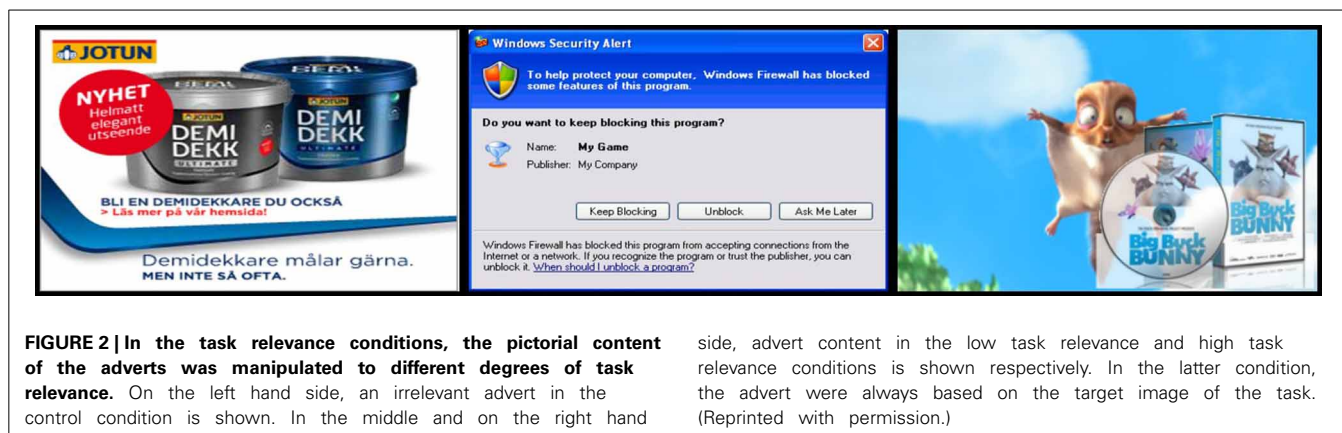 JOTUN
NYHET
Helmatt
elegant
utseende
DEMI
DEKK
ULTIMATE
JOTUN
DEMI
DEKK
ULTIMATE
BLI EN DEMIDEKKARE DU OCKSÅ
> Läs mer på vår hemsida!
Demidekkare målar gärna.
MEN INTE SÅ OFTA.
Windows Security Alert
To help protect your computer, Windows Firewall has blocked
some features of this program.
Do you want to keep blocking this program?
Name: My Game
Publisher: My Company
Keep Blocking Unblock Ask Me Later
Windows Firewall has blocked this program from accepting connections from the
Internet or a network. If you recognize the program or trust the publisher, you can
unblock it. When should I unblock a program?
Big Buck
BUNNY
Big Buck
BUNNY
FIGURE 2 | In the task relevance conditions, the pictorial content
of the adverts was manipulated to different degrees of task
relevance. On the left hand side, an irrelevant advert in the
control condition is shown. In the middle and on the right hand
side, advert content in the low task relevance and high task
relevance conditions is shown respectively. In the latter condition,
the advert were always based on the target image of the task.
(Reprinted with permission.)